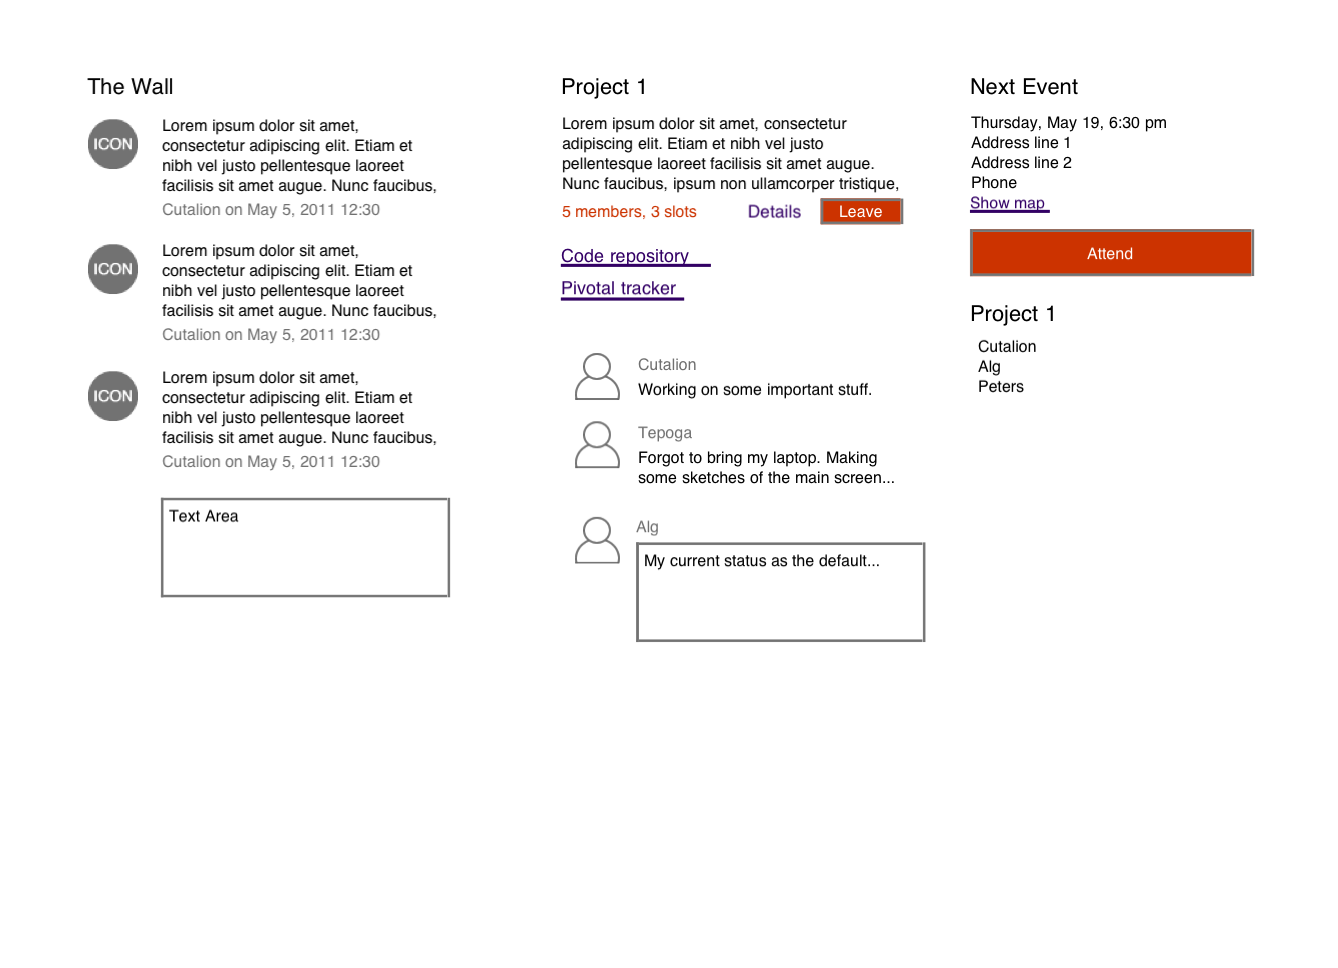 The Wall
ICON
Lorem ipsum dolor sit amet,
consectetur adipiscing elit. Etiam et
nibh vel justo pellentesque laoreet
facilisis sit amet augue. Nunc faucibus,
Cutalion on May 5, 2011 12:30
ICON
Lorem ipsum dolor sit amet,
consectetur adipiscing elit. Etiam et
nibh vel justo pellentesque laoreet
facilisis sit amet augue. Nunc faucibus,
Cutalion on May 5, 2011 12:30
ICON
Lorem ipsum dolor sit amet,
consectetur adipiscing elit. Etiam et
nibh vel justo pellentesque laoreet
facilisis sit amet augue. Nunc faucibus,
Cutalion on May 5, 2011 12:30
Text Area
Project 1
Lorem ipsum dolor sit amet, consectetur
adipiscing elit. Etiam et nibh vel justo
pellentesque laoreet facilisis sit amet augue.
Nunc faucibus, ipsum non ullamcorper tristique,
5 members, 3 slots Details Leave
Code repository
Pivotal tracker
Cutalion
Working on some important stuff.
Tepoga
Forgot to bring my laptop. Making
some sketches of the main screen...
Alg
My current status as the default...
Next Event
Thursday, May 19, 6:30 pm
Address line 1
Address line 2
Phone
Show map
Attend
Project 1
Cutalion
Alg
Peters